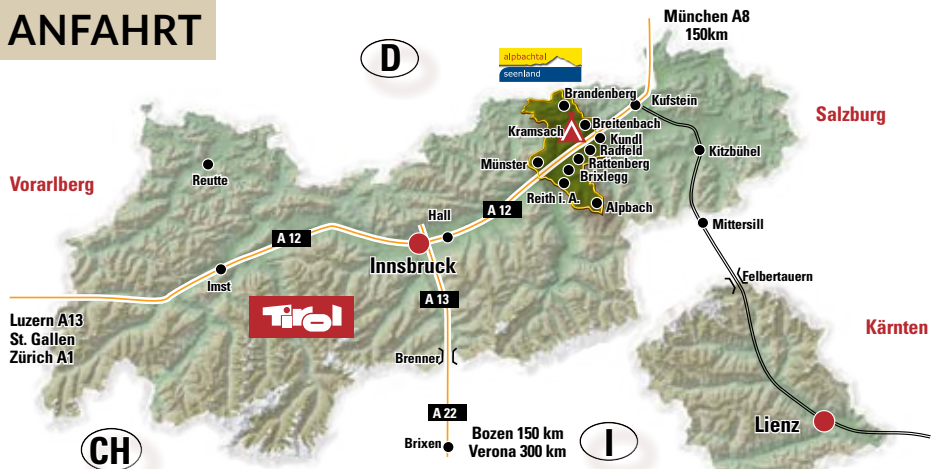 ANFAHRT
München A8
150km
D
alpbachtal
seenland
Brandenberg
Kufstein
Salzburg
Kramsach
Breitenbach
Kundl
Radfeld
Kitzbühel
Münster
Rattenberg
Brixlegg
Reutte
Vorarlberg
Reith i. A.
Alpbach
A 12
Hall
Mittersill
A 12
Innsbruck
Imst
Felbertauern
A 13
Tirol
Luzern A13
St. Gallen
Zürich A1
Kärnten
Brenner
A 22
Lienz
CH
Brixen
Bozen 150 km
Verona 300 km
I